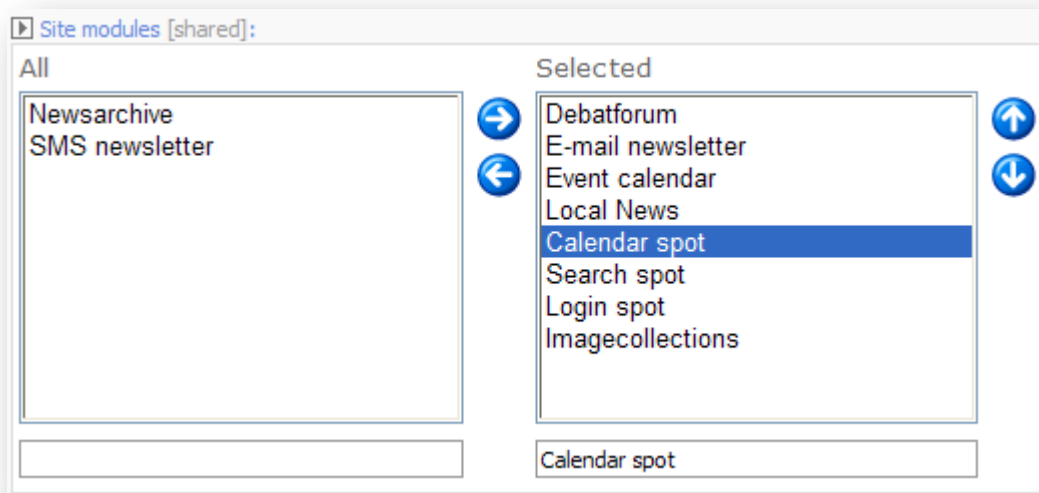 Site modules [shared]:
All
Newsarchive
SMS newsletter
Selected
Debatforum
E-mail newsletter
Event calendar
Local News
Calendar spot
Search spot
Login spot
Imagecollections
Calendar spot